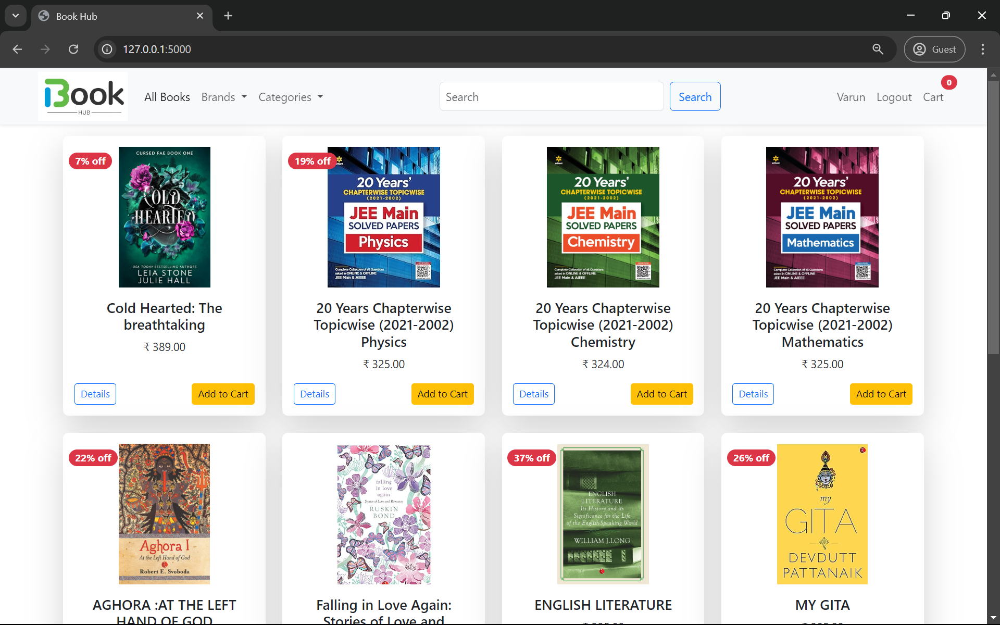 Book Hub
127.0.0.1:5000
Guest
Book
HUB
All Books
Brands
Categories
Search
Search
Varun
Logout
Cart
0
7% off
CURSED FAE BOOK ONE
COLD
HEARTED
USA TODAY BESTSELLING AUTHORS
LEIA STONE
JULIE HALL
Cold Hearted: The
breathtaking
₹ 389.00
Details
Add to Cart
19% off
arihant
20 Years'
CHAPTERWISE TOPICWISE
(2021-2002)
JEE Main
SOLVED PAPERS
Physics
Complete Collection of all Questions
asked in ONLINE & OFFLINE
JEE Main & AIEEE
20 Years Chapterwise
Topicwise (2021-2002)
Physics
₹ 325.00
Details
Add to Cart
arihant
20 Years'
CHAPTERWISE TOPICWISE
(2021-2002)
JEE Main
SOLVED PAPERS
Chemistry
Complete Collection of all Questions
asked in ONLINE & OFFLINE
JEE Main & AIEEE
20 Years Chapterwise
Topicwise (2021-2002)
Chemistry
₹ 324.00
Details
Add to Cart
arihant
20 Years'
CHAPTERWISE TOPICWISE
(2021-2002)
JEE Main
SOLVED PAPERS
Mathematics
Complete Collection of all Questions
asked in ONLINE & OFFLINE
JEE Main & AIEEE
20 Years Chapterwise
Topicwise (2021-2002)
Mathematics
₹ 325.00
Details
Add to Cart
22% off
Aghora I
At the Left Hand of God
Robert E. Svoboda
AGHORA :AT THE LEFT
HAND OF GOD
falling
in love
again
Stories of Love and Romance
RUSKIN
BOND
Falling in Love Again:
Stories of Love and
37% off
ENGLISH
LITERATURE
Its History and its
Significance for the Life
of the English Speaking World
WILLIAM J.LONG
ENGLISH LITERATURE
26% off
my
GITA
DEVDUTT
PATTANAIK
MY GITA